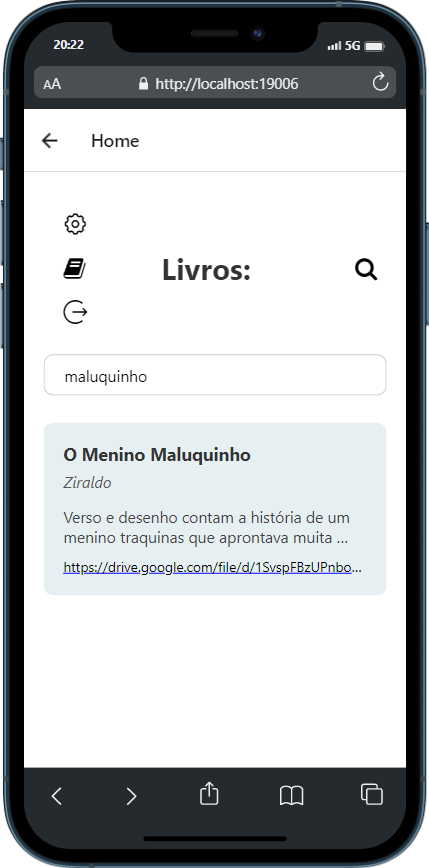 20:22
5G
AA
http://localhost:19006
Home
Livros:
maluquinho
O Menino Maluquinho
Ziraldo
Verso e desenho contam a história de um
menino traquinas que aprontava muita ...
https://drive.google.com/file/d/1SvspFBzUPnbo...